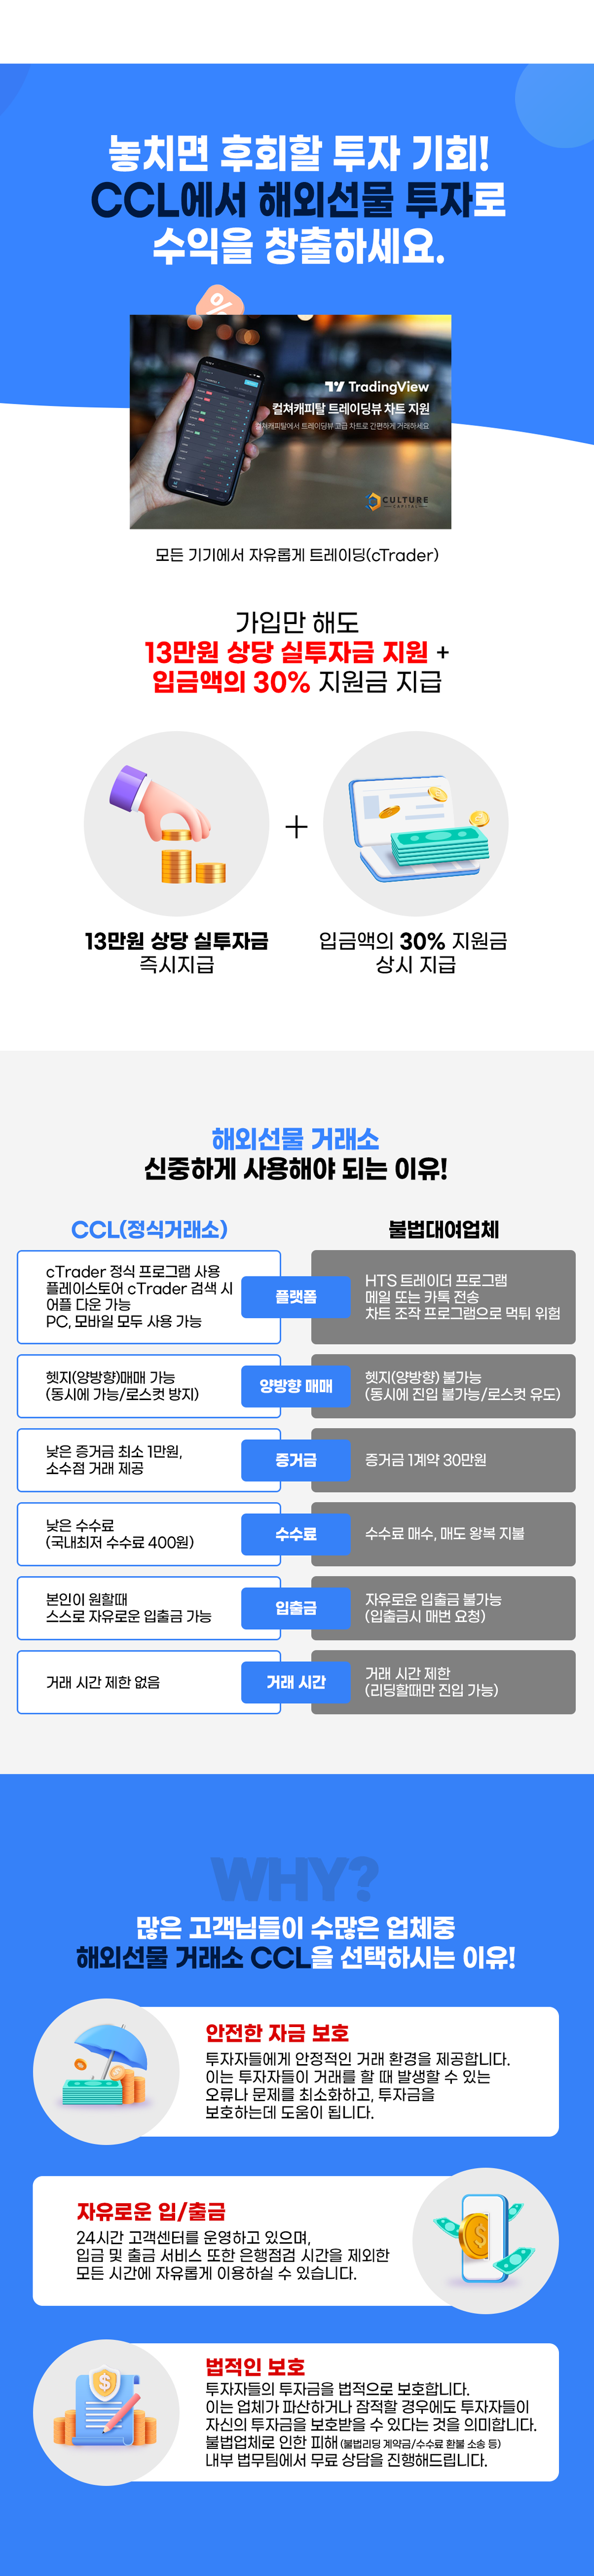 놓치면 후회할 투자 기회!
CCL에서 해외선물 투자로
수익을 창출하세요.
TradingView
컬쳐캐피탈 트레이딩뷰 차트 지원
컬쳐캐피탈에서 트레이딩뷰 고급 차트로 간편하게 거래하세요
CULTURE
CAPITAL
모든 기기에서 자유롭게 트레이딩(cTrader)
가입만 해도
13만원 상당 실투자금 지원 +
입금액의 30% 지원금 지급
13만원 상당 실투자금
즉시지급
+
입금액의 30% 지원금
상시 지급
해외선물 거래소
신중하게 사용해야 되는 이유!
CCL(정식거래소)
불법대여업체
cTrader 정식 프로그램 사용
플레이스토어 cTrader 검색 시
어플 다운 가능
PC, 모바일 모두 사용 가능
플랫폼
HTS 트레이더 프로그램
메일 또는 카톡 전송
차트 조작 프로그램으로 먹튀 위험
헷지(양방향)매매 가능
(동시에 가능/로스컷 방지)
양방향 매매
헷지(양방향) 불가능
(동시에 진입 불가능/로스컷 유도)
낮은 증거금 최소 1만원,
소수점 거래 제공
증거금
증거금 1계약 30만원
낮은 수수료
(국내최저 수수료 400원)
수수료
수수료 매수, 매도 왕복 지불
본인이 원할때
스스로 자유로운 입출금 가능
입출금
자유로운 입출금 불가능
(입출금시 매번 요청)
거래 시간 제한 없음
거래 시간
거래 시간 제한
(리딩할때만 진입 가능)
WHY?
많은 고객님들이 수많은 업체중
해외선물 거래소 CCL을 선택하시는 이유!
안전한 자금 보호
투자자들에게 안정적인 거래 환경을 제공합니다.
이는 투자자들이 거래를 할 때 발생할 수 있는
오류나 문제를 최소화하고, 투자금을
보호하는데 도움이 됩니다.
자유로운 입/출금
24시간 고객센터를 운영하고 있으며,
입금 및 출금 서비스 또한 은행점검 시간을 제외한
모든 시간에 자유롭게 이용하실 수 있습니다.
법적인 보호
투자자들의 투자금을 법적으로 보호합니다.
이는 업체가 파산하거나 잠적할 경우에도 투자자들이
자신의 투자금을 보호받을 수 있다는 것을 의미합니다.
불법업체로 인한 피해(불법리딩 계약금/수수료 환불 소송 등)
내부 법무팀에서 무료 상담을 진행해드립니다.